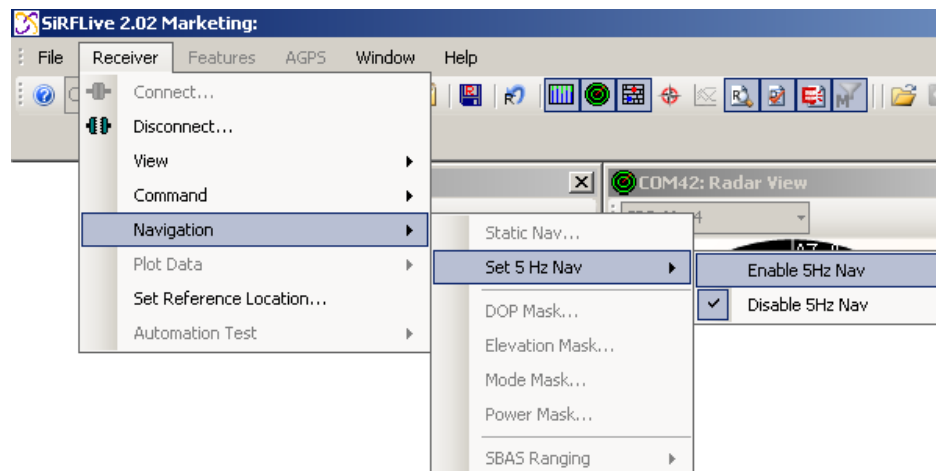 SiRFLive 2.02 Marketing:
File Receiver Features AGPS Window Help
Connect...
Disconnect...
View
Command
Navigation
Plot Data
Set Reference Location...
Automation Test
COM42: Radar View
Static Nav...
Set 5 Hz Nav
DOP Mask...
Elevation Mask...
Mode Mask...
Power Mask...
SBAS Ranging
Enable 5Hz Nav
Disable 5Hz Nav